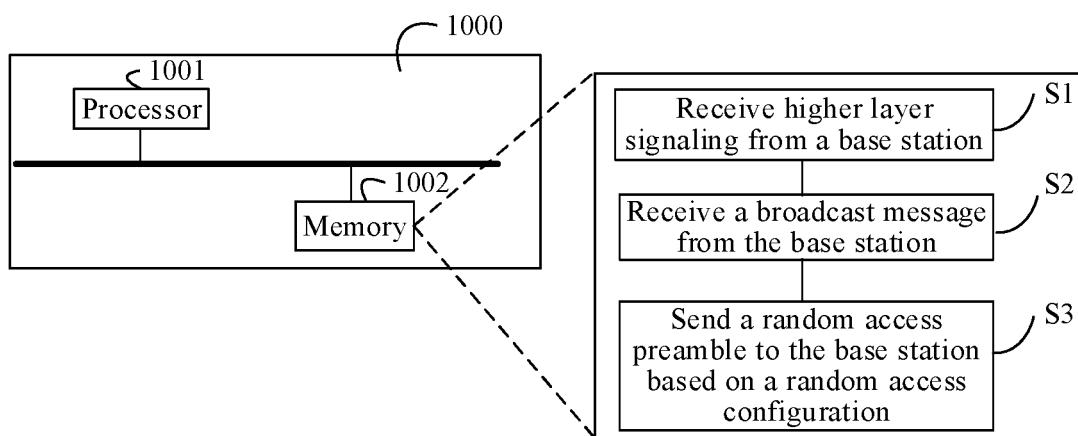 1000
1001
Processor
1002
Memory
S1
Receive higher layer
signaling from a base station
S2
Receive a broadcast message
from the base station
S3
Send a random access
preamble to the base station
based on a random access
configuration